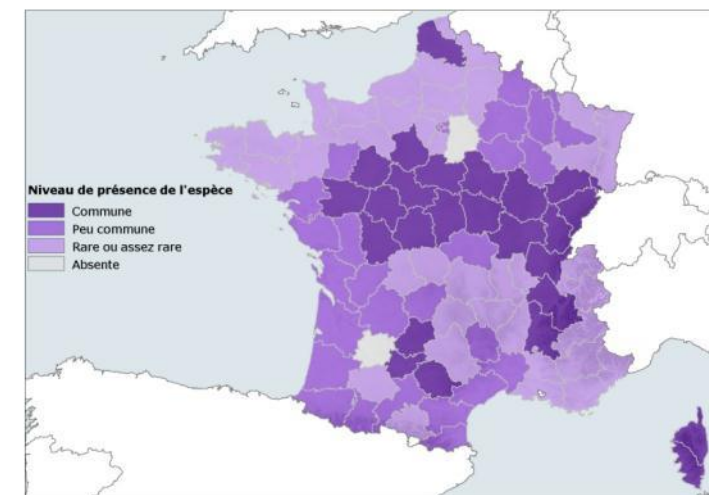 Niveau de présence de l'espèce
Commune
Peu commune
Rare ou assez rare
Absente